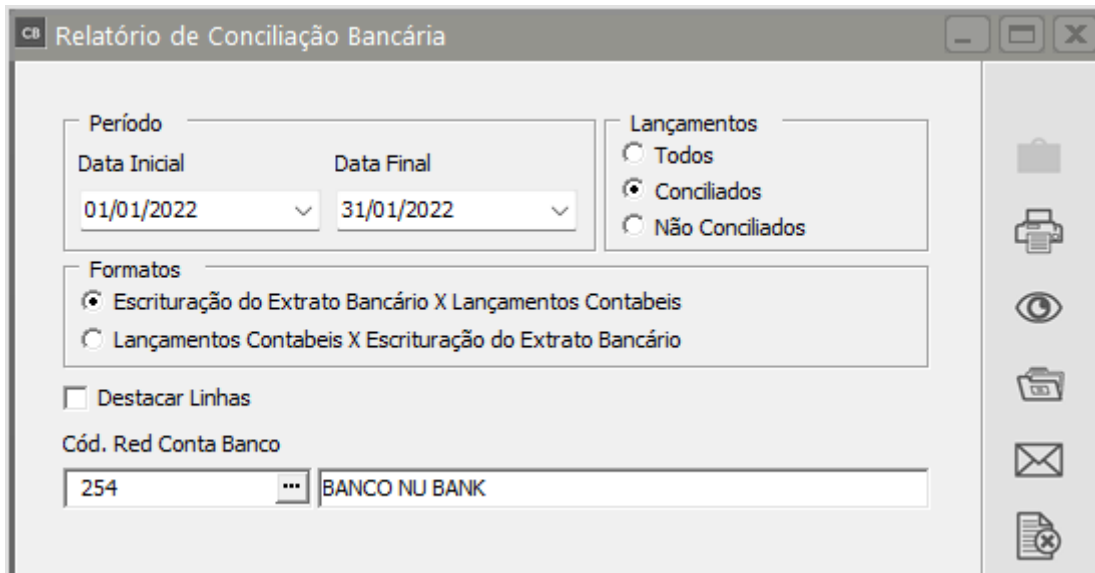 CB Relatório de Conciliação Bancária
Período
Data Inicial Data Final
01/01/2022 31/01/2022
Lançamentos
Todos
Conciliados
Não Conciliados
Formatos
Escrituração do Extrato Bancário X Lançamentos Contabeis
Lançamentos Contabeis X Escrituração do Extrato Bancário
Destacar Linhas
Cód. Red Conta Banco
254 ... BANCO NU BANK